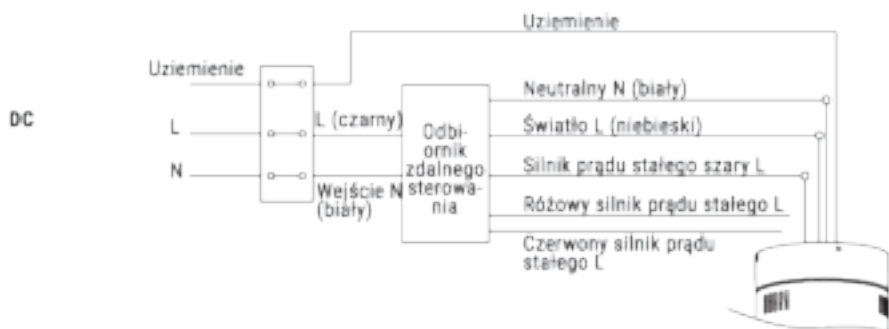 Uziemienie
Uziemienie
DC
L
N
L (czarny)
Wejście N
(biały)
Odbi-
ornik
zdalnego
sterowa-
nia
Neutralny N (biały)
Światło L (niebieski)
Silnik prądu stałego szary L
Różowy silnik prądu stałego L
Czerwony silnik prądu
stałego L